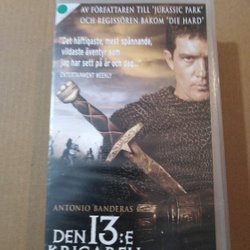 AV FÖRFATTAREN TILL "JURASSIC PARK"
OCH REGISSÖREN BAKOM "DIE HARD"
"Det häftigaste, mest spännande,
vildaste äventyr som
jag har sett på år och dag..."
ENTERTAINMENT WEEKLY
ANTONIO BANDERAS
DEN 13:E
KRIGAREN